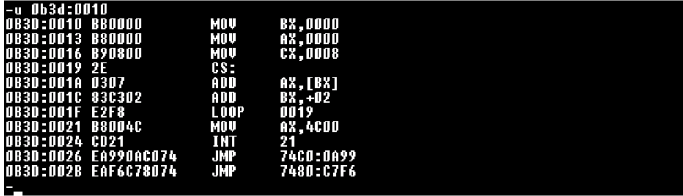 -u 0b3d:0010
0B3D:0010 BB0000 MOV BX,0000
0B3D:0013 B80000 MOV AX,0000
0B3D:0016 B90800 MOV CX,0008
0B3D:0019 2E CS:
0B3D:001A 0307 ADD AX,[BX]
0B3D:001C 83C302 ADD BX,+02
0B3D:001F E2F8 LOOP 0019
0B3D:0021 B8004C MOV AX,4C00
0B3D:0024 CD21 INT 21
0B3D:0026 EA990AC074 JMP 74C0:0A99
0B3D:002B EAF6C78074 JMP 7480:C7F6
-